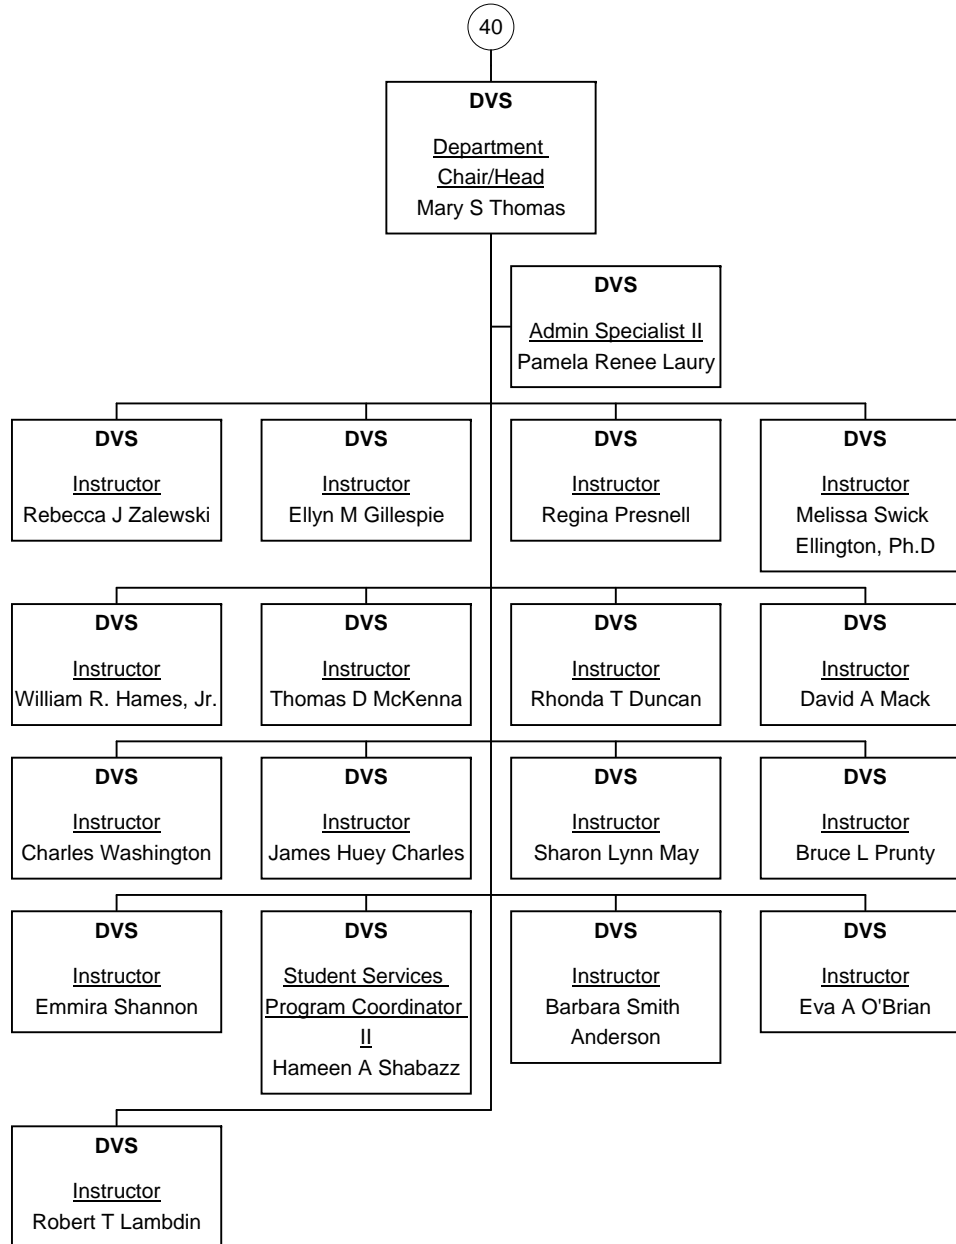 40
DVS
Department
Chair/Head
Mary S Thomas
DVS
Admin Specialist II
Pamela Renee Laury
DVS
Instructor
Rebecca J Zalewski
DVS
Instructor
Ellyn M Gillespie
DVS
Instructor
Regina Presnell
DVS
Instructor
Melissa Swick
Ellington, Ph.D
DVS
Instructor
William R. Hames, Jr.
DVS
Instructor
Thomas D McKenna
DVS
Instructor
Rhonda T Duncan
DVS
Instructor
David A Mack
DVS
Instructor
Charles Washington
DVS
Instructor
James Huey Charles
DVS
Instructor
Sharon Lynn May
DVS
Instructor
Bruce L Prunty
DVS
Instructor
Emmira Shannon
DVS
Student Services
Program Coordinator
II
Hameen A Shabazz
DVS
Instructor
Barbara Smith
Anderson
DVS
Instructor
Eva A O'Brian
DVS
Instructor
Robert T Lambdin